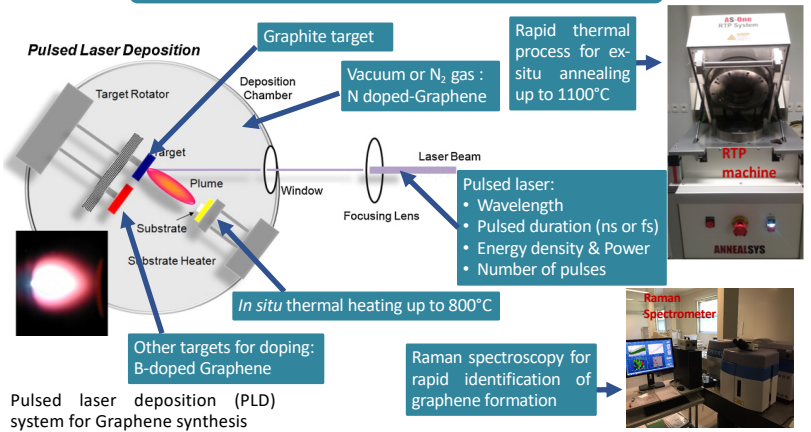 Pulsed Laser Deposition
Graphite target
Deposition
Chamber
Vacuum or N₂ gas :
N doped-Graphene
Rapid thermal
process for ex-
situ annealing
up to 1100°C
AS-One
RTP System
RTP
machine
ANNEALSYS
Target Rotator
Target
Plume
Substrate
Substrate Heater
Window
Laser Beam
Focusing Lens
Pulsed laser:
• Wavelength
• Pulsed duration (ns or fs)
• Energy density & Power
• Number of pulses
In situ thermal heating up to 800°C
Other targets for doping:
B-doped Graphene
Raman spectroscopy for
rapid identification of
graphene formation
Raman
Spectrometer
Pulsed laser deposition (PLD)
system for Graphene synthesis